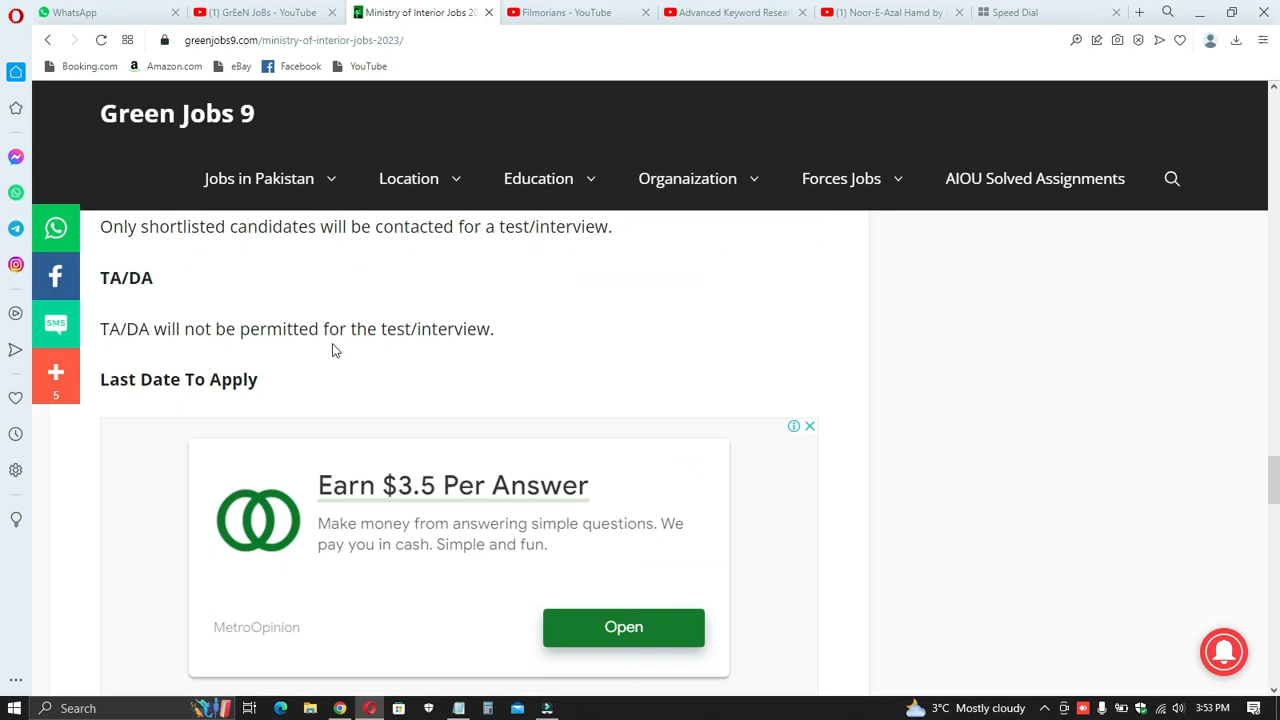 WhatsApp
(1) GrEeN JoBs - YouTube
Ministry of Interior Jobs 20
Filmorians - YouTube
Advanced Keyword Resear
(1) Noor-E-Azal Hamd by A
Speed Dial
greenjobs9.com/ministry-of-interior-jobs-2023/
Booking.com
Amazon.com
eBay
Facebook
YouTube
Green Jobs 9
Jobs in Pakistan
Location
Education
Organaization
Forces Jobs
AIOU Solved Assignments
Only shortlisted candidates will be contacted for a test/interview.
TA/DA
TA/DA will not be permitted for the test/interview.
Last Date To Apply
SMS
5
Earn $3.5 Per Answer
Make money from answering simple questions. We
pay you in cash. Simple and fun.
MetroOpinion
Open
Search
3°C Mostly cloudy
3:53 PM